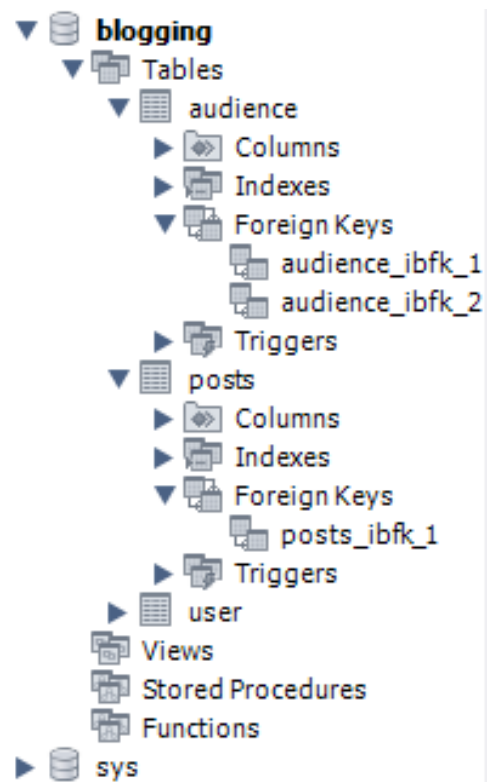 blogging
Tables
audience
Columns
Indexes
Foreign Keys
audience_ibfk_1
audience_ibfk_2
Triggers
posts
Columns
Indexes
Foreign Keys
posts_ibfk_1
Triggers
user
Views
Stored Procedures
Functions
sys